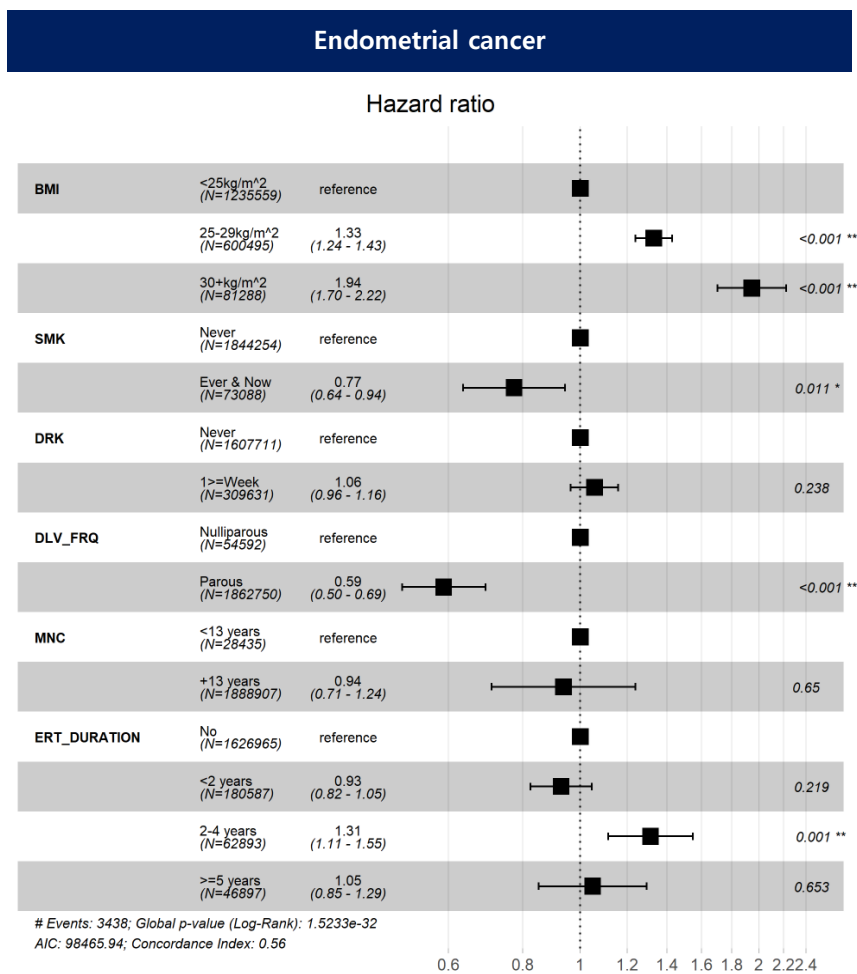 Endometrial cancer
Hazard ratio
BMI <25kg/m^2 reference
(N=1235559)
25-29kg/m^2 1.33 <0.001 **
(N=600495) (1.24 - 1.43)
30+kg/m^2 1.94 <0.001 **
(N=81288) (1.70 - 2.22)
SMK Never reference
(N=1844254)
Ever & Now 0.77 0.011 *
(N=73088) (0.64 - 0.94)
DRK Never reference
(N=1607711)
1>=Week 1.06 0.238
(N=309631) (0.96 - 1.16)
DLV_FRQ Nulliparous reference
(N=54592)
Parous 0.59 <0.001 **
(N=1862750) (0.50 - 0.69)
MNC <13 years reference
(N=28435)
+13 years 0.94 0.65
(N=1888907) (0.71 - 1.24)
ERT_DURATION No reference
(N=1626965)
<2 years 0.93 0.219
(N=180587) (0.82 - 1.05)
2-4 years 1.31 0.001 **
(N=62893) (1.11 - 1.55)
>=5 years 1.05 0.653
(N=46897) (0.85 - 1.29)
# Events: 3438; Global p-value (Log-Rank): 1.5233e-32
AIC: 98465.94; Concordance Index: 0.56
0.6 0.8 1 1.2 1.4 1.6 1.8 2 2.2 2.4